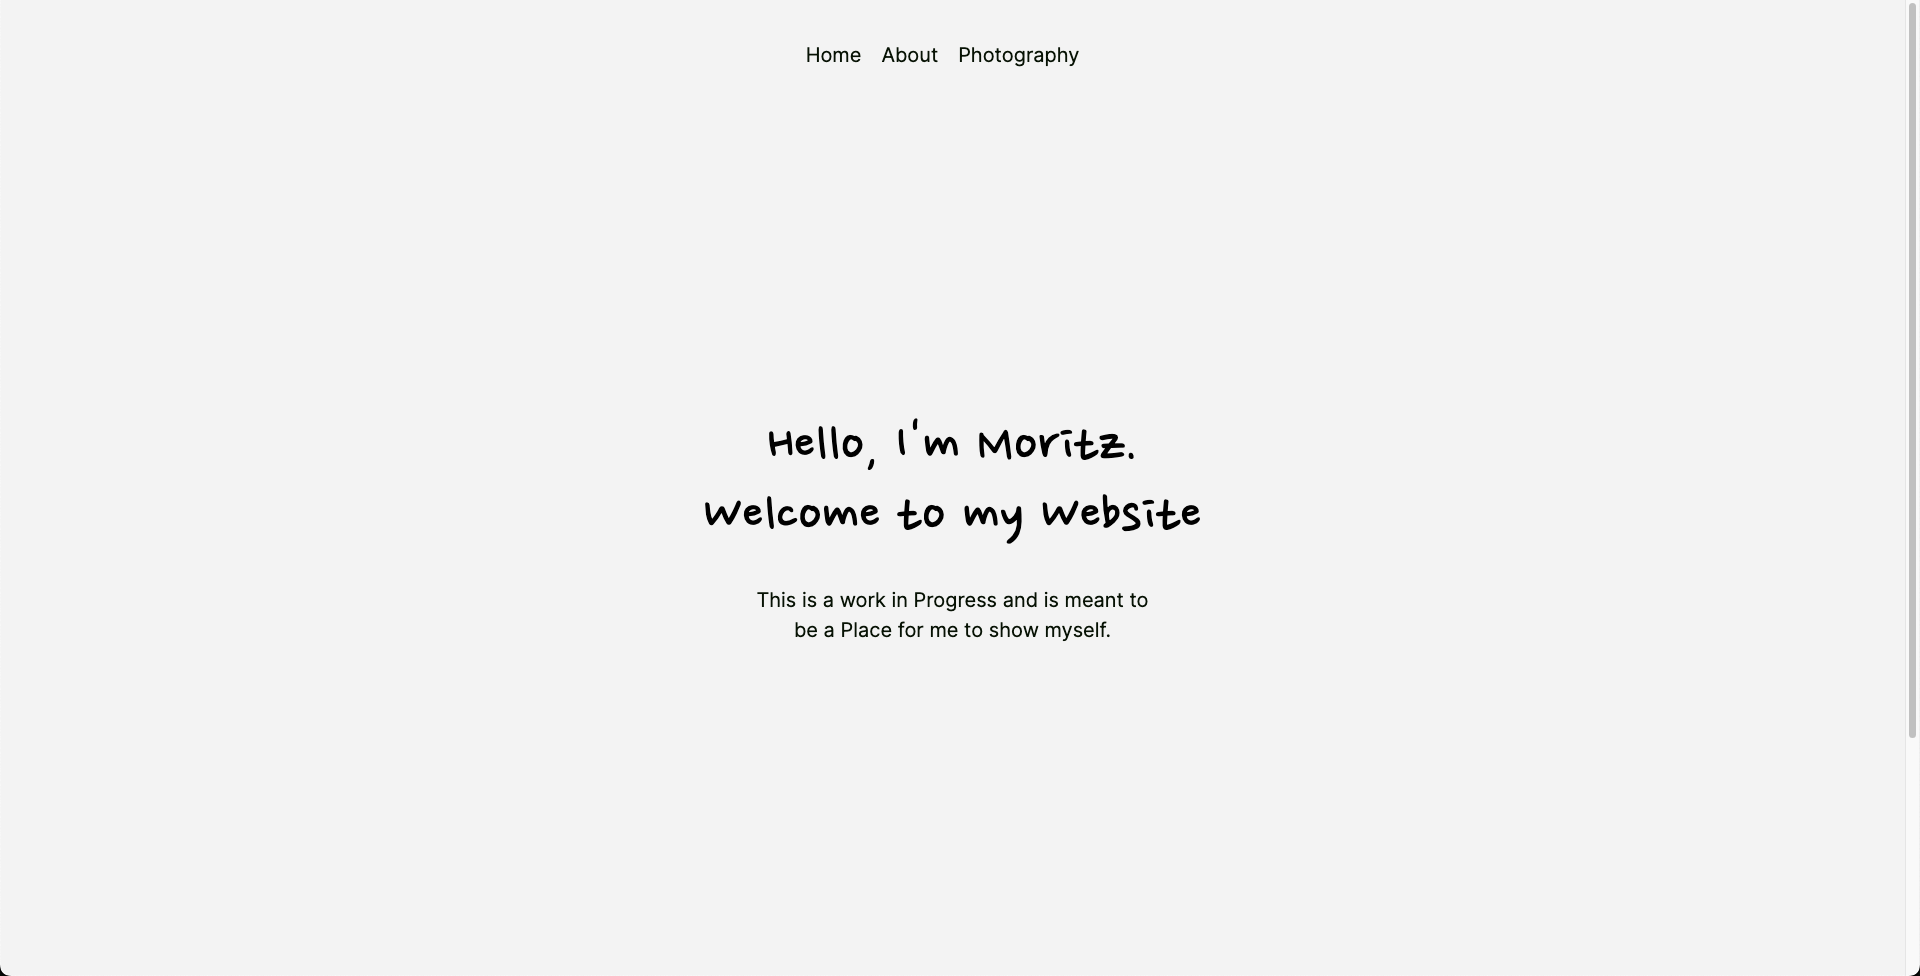 Home About Photography
Hello, I'm Moritz.
Welcome to my Website
This is a work in Progress and is meant to
be a Place for me to show myself.